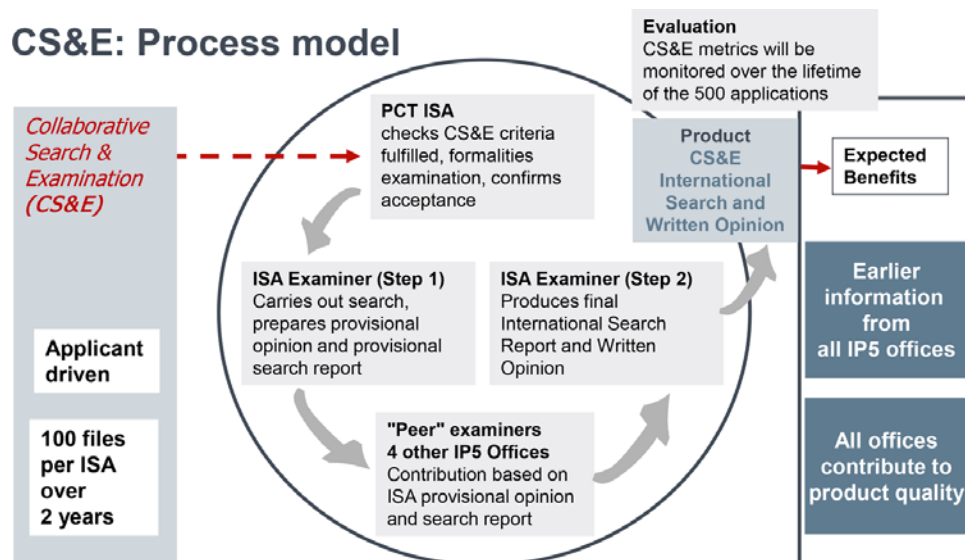 CS&E: Process model
Collaborative
Search &
Examination
(CS&E)
Applicant
driven
100 files
per ISA
over
2 years
PCT ISA
checks CS&E criteria
fulfilled, formalities
examination, confirms
acceptance
ISA Examiner (Step 1)
Carries out search,
prepares provisional
opinion and provisional
search report
"Peer" examiners
4 other IP5 Offices
Contribution based on
ISA provisional opinion
and search report
ISA Examiner (Step 2)
Produces final
International Search
Report and Written
Opinion
Product
CS&E
International
Search and
Written Opinion
Evaluation
CS&E metrics will be
monitored over the lifetime
of the 500 applications
Expected
Benefits
Earlier
information
from
all IP5 offices
All offices
contribute to
product quality